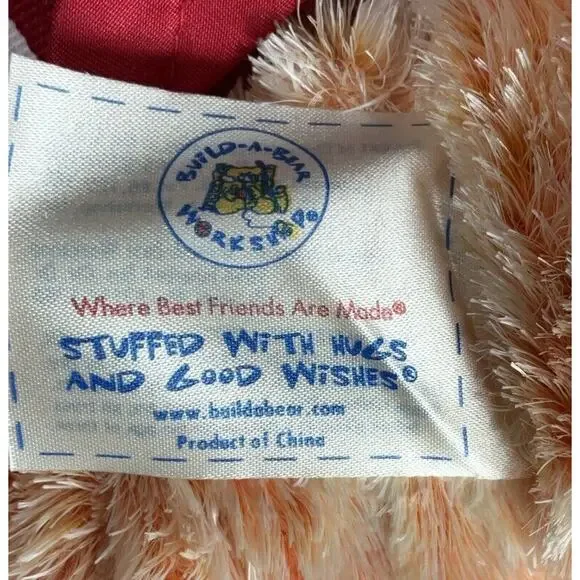 BUILD-A-BEAR
WORKSHOP®
Where Best Friends Are Made®
STUFFED WITH HUGS
AND GOOD WISHES®
www.buildabear.com
Product of China